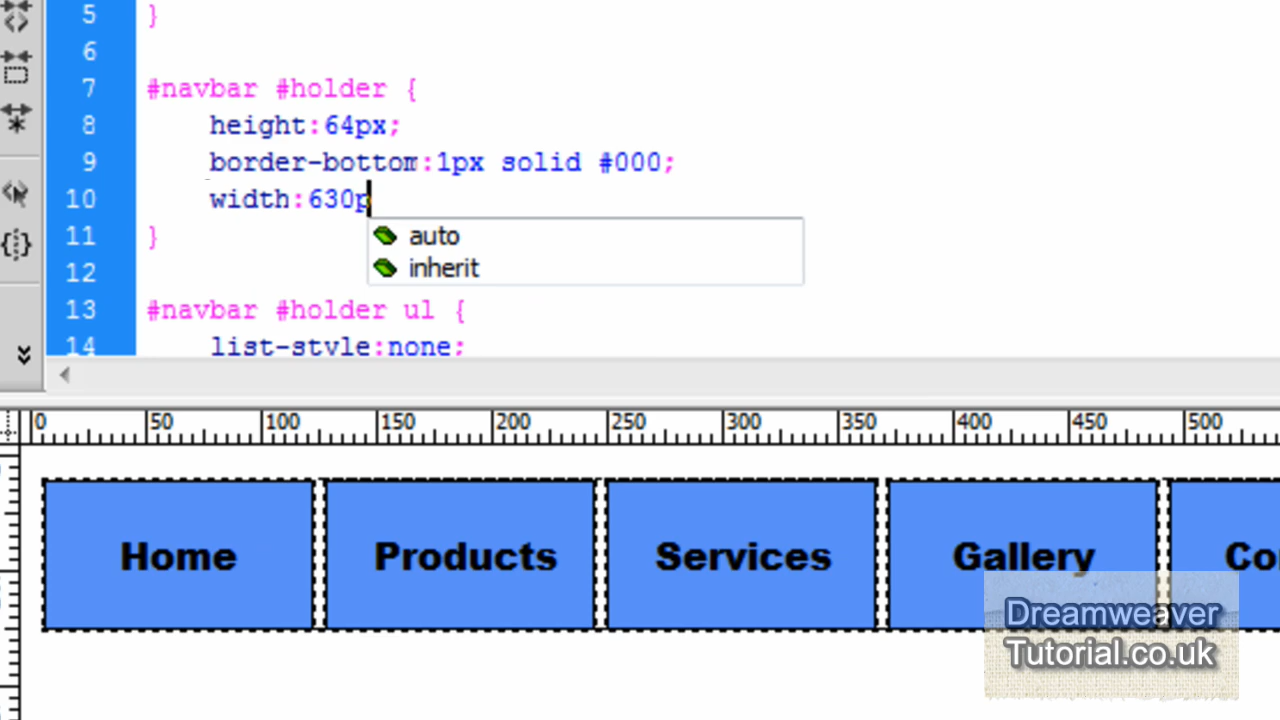 5 }
6
7 #navbar #holder {
8 height:64px;
9 border-bottom:1px solid #000;
10 width:630p
auto
11 }
inherit
12
13 #navbar #holder ul {
14 list-style:none;
0 50 100 150 200 250 300 350 400 450 500
Home Products Services Gallery Co
Dreamweaver
Tutorial.co.uk